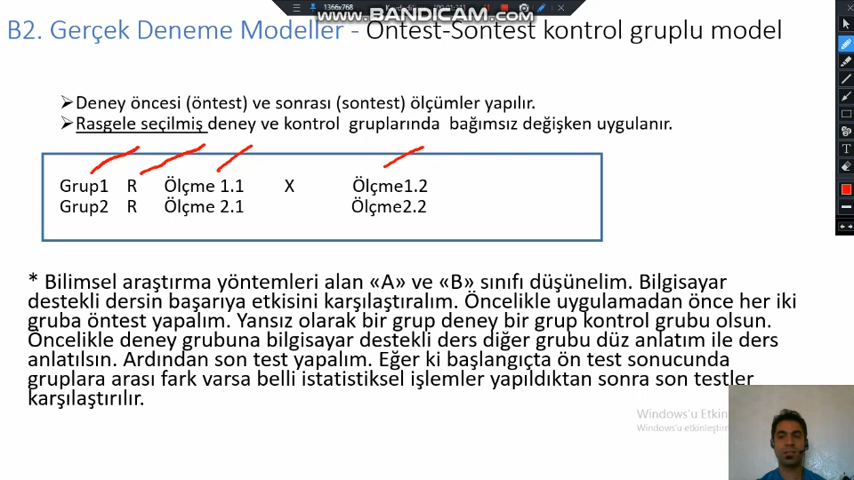 1366x768
www.BANDICAM.com
B2. Gerçek Deneme Modeller - Öntest-Sontest kontrol gruplu model
➢Deney öncesi (öntest) ve sonrası (sontest) ölçümler yapılır.
➢Rasgele seçilmiş deney ve kontrol gruplarında bağımsız değişken uygulanır.
Grup1 R Ölçme 1.1 X Ölçme1.2
Grup2 R Ölçme 2.1 Ölçme2.2
* Bilimsel araştırma yöntemleri alan «A» ve «B» sınıfı düşünelim. Bilgisayar
destekli dersin başarıya etkisini karşılaştıralım. Öncelikle uygulamadan önce her iki
gruba öntest yapalım. Yansız olarak bir grup deney bir grup kontrol grubu olsun.
Öncelikle deney grubuna bilgisayar destekli ders diğer grubu düz anlatım ile ders
anlatılsın. Ardından son test yapalım. Eğer ki başlangıçta ön test sonucunda
gruplara arası fark varsa belli istatistiksel işlemler yapıldıktan sonra son testler
karşılaştırılır.
Windows'u Etkin
Windows'u etkinleştirm